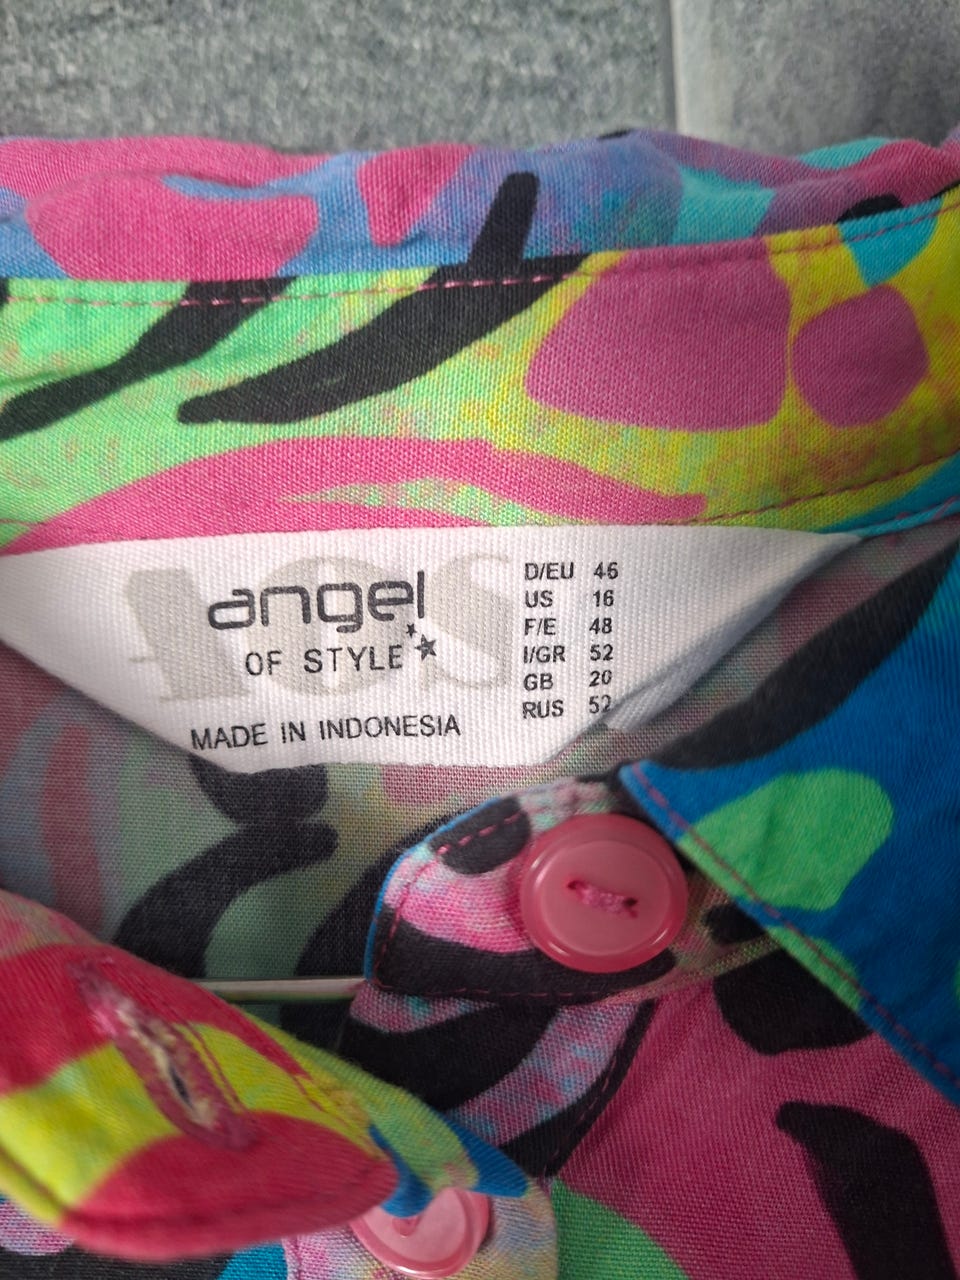 angel
OF STYLE
MADE IN INDONESIA
D/EU 46
US 16
F/E 48
I/GR 52
GB 20
RUS 52